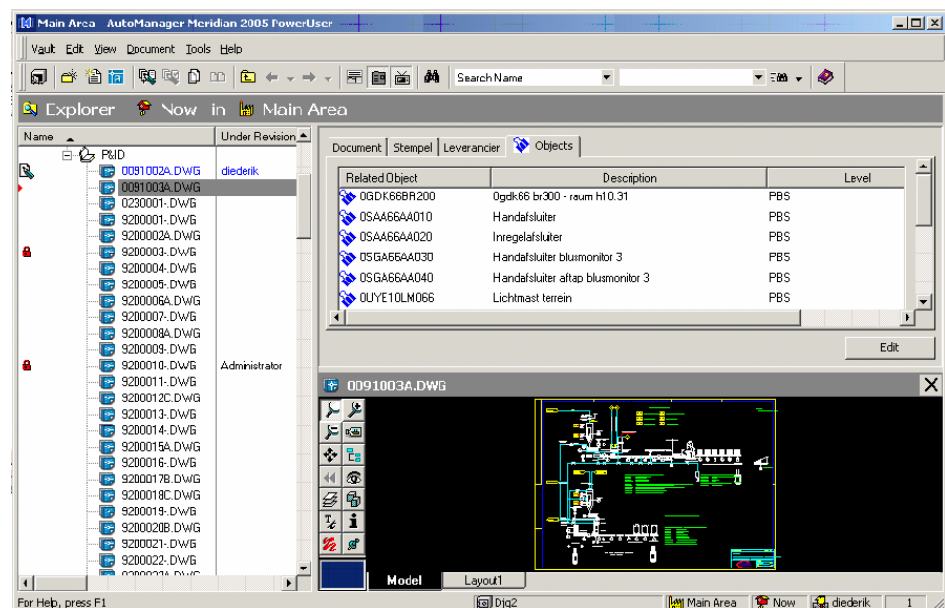 Main Area - AutoManager Meridian 2005 PowerUser
Vault Edit View Document Tools Help
Search Name
Explorer Now in Main Area
Name Under Revision
P&ID
0091002A.DWG diederik
0091003A.DWG
0230001-.DWG
9200001-.DWG
9200002A.DWG
9200003-.DWG
9200004-.DWG
9200005-.DWG
9200006A.DWG
9200007-.DWG
9200008A.DWG
9200009-.DWG
9200010-.DWG Administrator
9200011-.DWG
9200012C.DWG
9200013-.DWG
9200014-.DWG
9200015A.DWG
9200016-.DWG
9200017B.DWG
9200018C.DWG
9200019-.DWG
9200020B.DWG
9200021-.DWG
9200022-.DWG
Document Stempel Leverancier Objects
Related Object Description Level
0GDK66BR200 0gdk66 br300 - raum h10.31 PBS
0SAA66AA010 Handafsluiter PBS
0SAA66AA020 Inregelafsluiter PBS
0SGA66AA030 Handafsluiter blusmonitor 3 PBS
0SGA66AA040 Handafsluiter aftap blusmonitor 3 PBS
0UYE10LM066 Lichtmast terrein PBS
Edit
0091003A.DWG
Model Layout1
For Help, press F1 Djq2 Main Area Now diederik 1